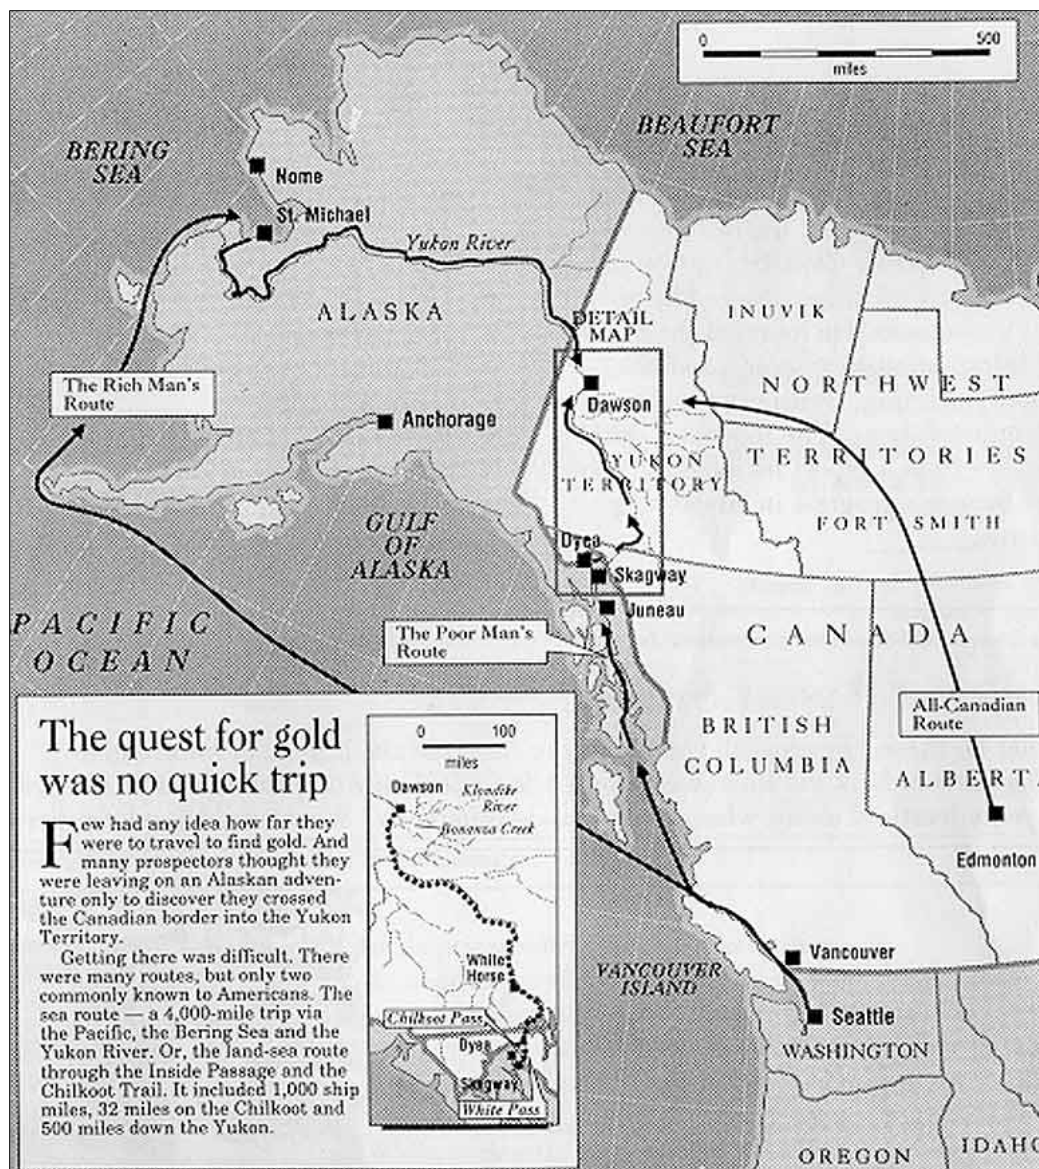 0 500
miles
BEAUFORT
SEA
BERING
SEA
Nome
St. Michael
Yukon River
ALASKA
DETAIL
MAP
INUVIK
The Rich Man's
Route
NORTHWEST
Dawson
Anchorage
TERRITORIES
YUKON
TERRITORY
FORT SMITH
GULF
OF
ALASKA
Dyea
Skagway
Juneau
PACIFIC
OCEAN
The Poor Man's
Route
CANADA
All-Canadian
Route
BRITISH
COLUMBIA
ALBERTA
Edmonton
Vancouver
VANCOUVER
ISLAND
Seattle
WASHINGTON
OREGON
IDAHO
The quest for gold
was no quick trip
Few had any idea how far they
were to travel to find gold. And
many prospectors thought they
were leaving on an Alaskan adven-
ture only to discover they crossed
the Canadian border into the Yukon
Territory.
Getting there was difficult. There
were many routes, but only two
commonly known to Americans. The
sea route — a 4,000-mile trip via
the Pacific, the Bering Sea and the
Yukon River. Or, the land-sea route
through the Inside Passage and the
Chilkoot Trail. It included 1,000 ship
miles, 32 miles on the Chilkoot and
500 miles down the Yukon.
0 100
miles
Dawson
Klondike
River
Bonanza Creek
White
Horse
Chilkoot Pass
Dyea
Skagway
White Pass